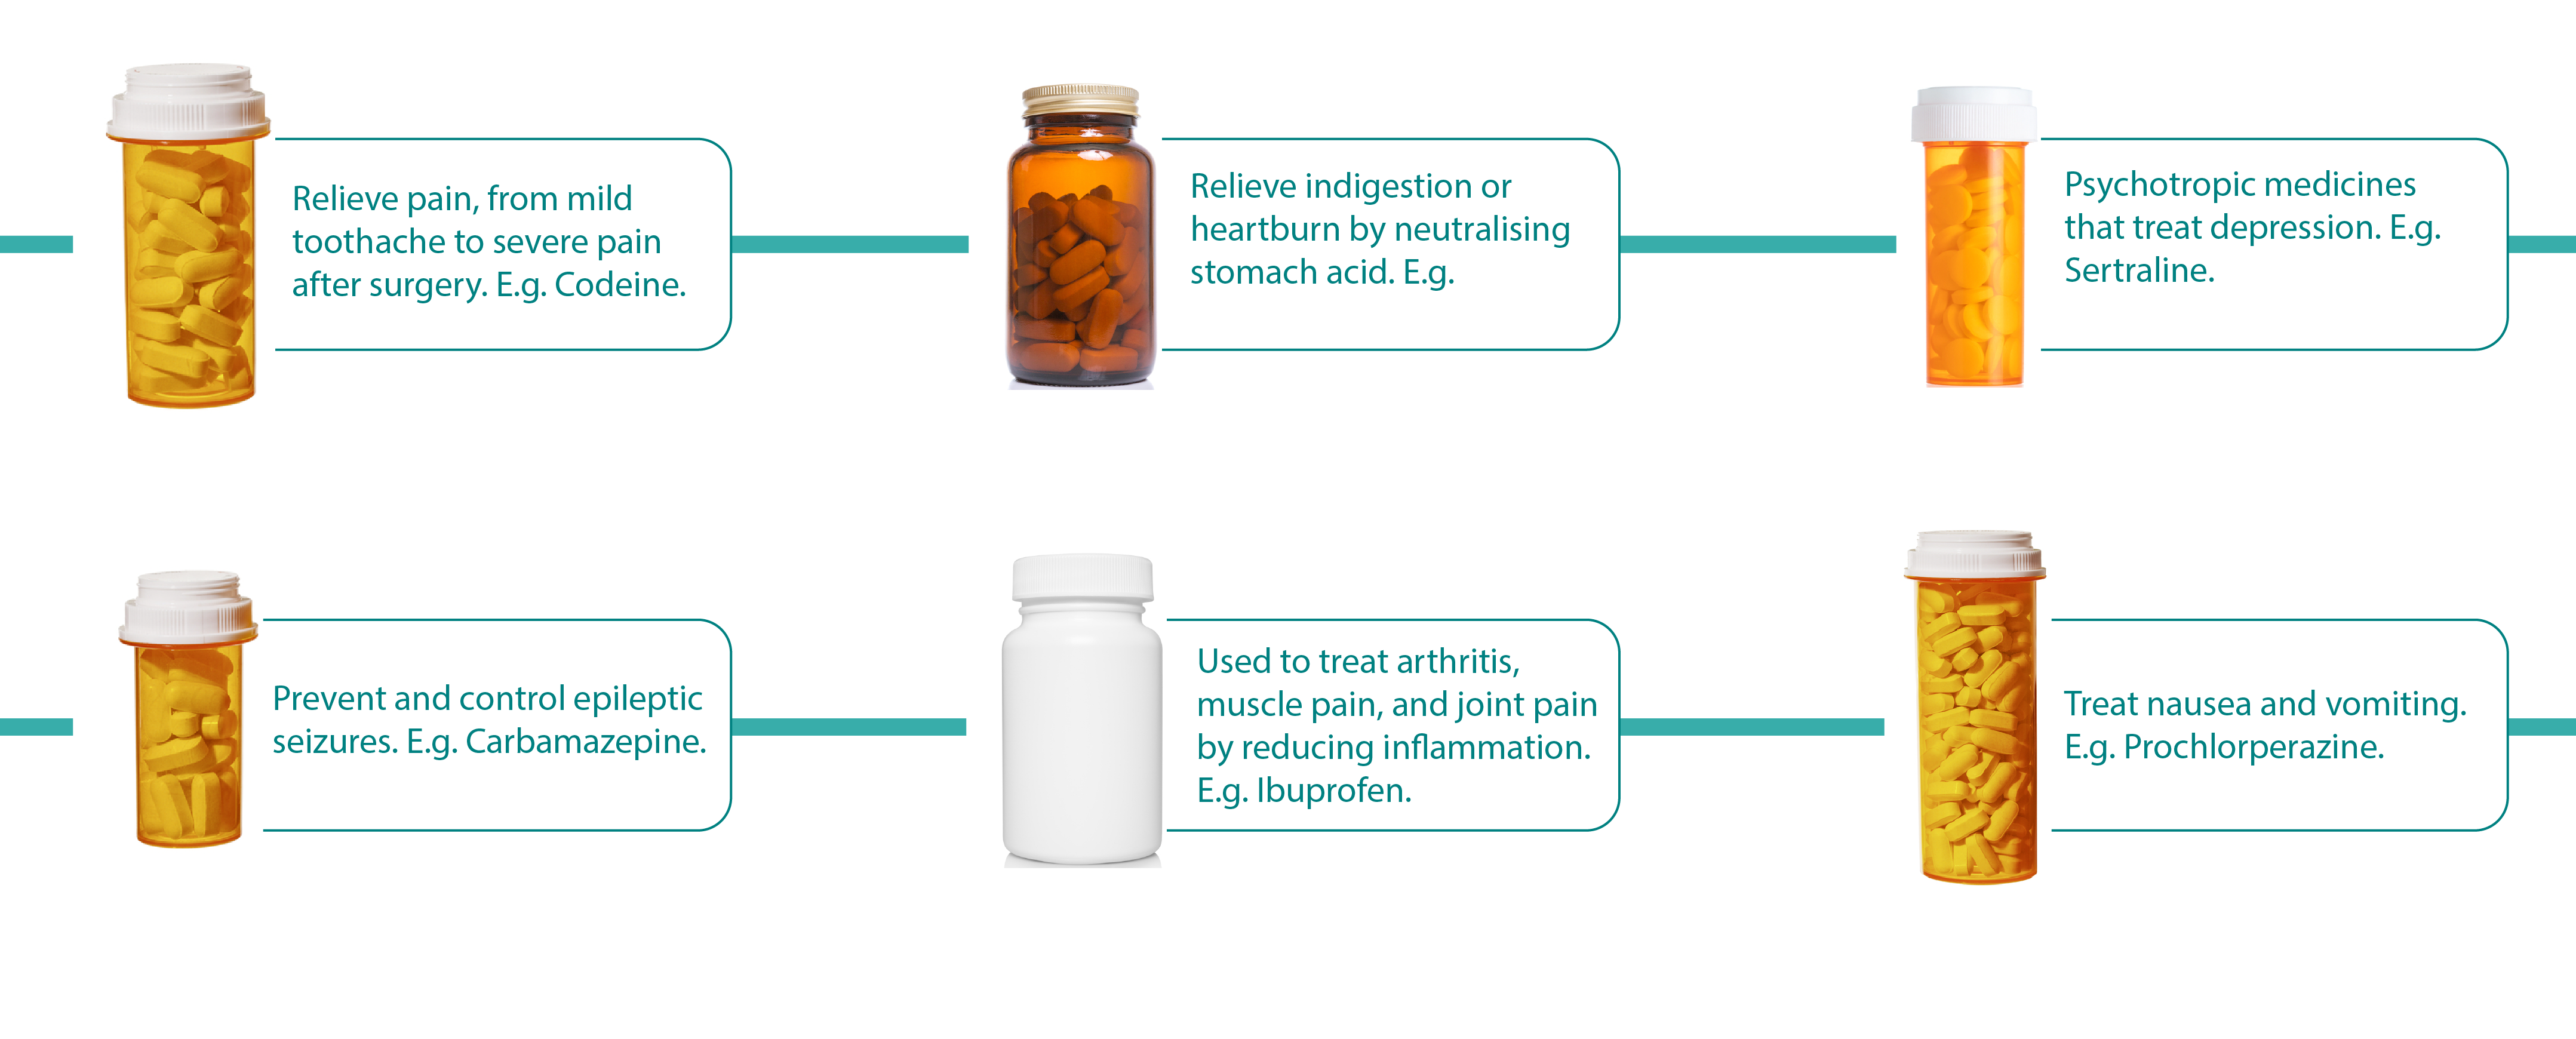 Relieve pain, from mild
toothache to severe pain
after surgery. E.g. Codeine.
Relieve indigestion or
heartburn by neutralising
stomach acid. E.g.
Psychotropic medicines
that treat depression. E.g.
Sertraline.
Prevent and control epileptic
seizures. E.g. Carbamazepine.
Used to treat arthritis,
muscle pain, and joint pain
by reducing inflammation.
E.g. Ibuprofen.
Treat nausea and vomiting.
E.g. Prochlorperazine.